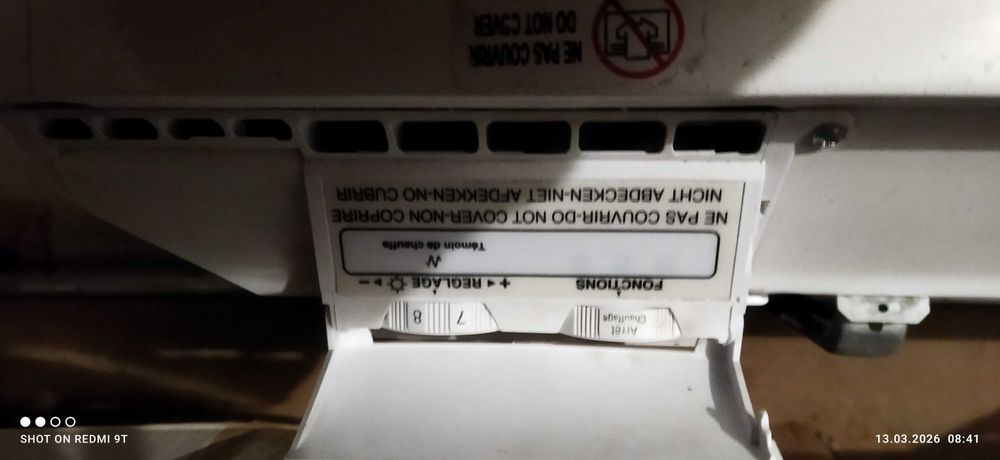 Arrêt
Chauffage
7 8
FONCTIONS
+ ◄ REGLAGE ► -
Témoin de chauffe
NE PAS COUVRIR-DO NOT COVER-NON COPRIRE
NICHT ABDECKEN-NIET AFDEKKEN-NO CUBRIR
NE PAS COUVRIR
DO NOT COVER
SHOT ON REDMI 9T
13.03.2026 08:41